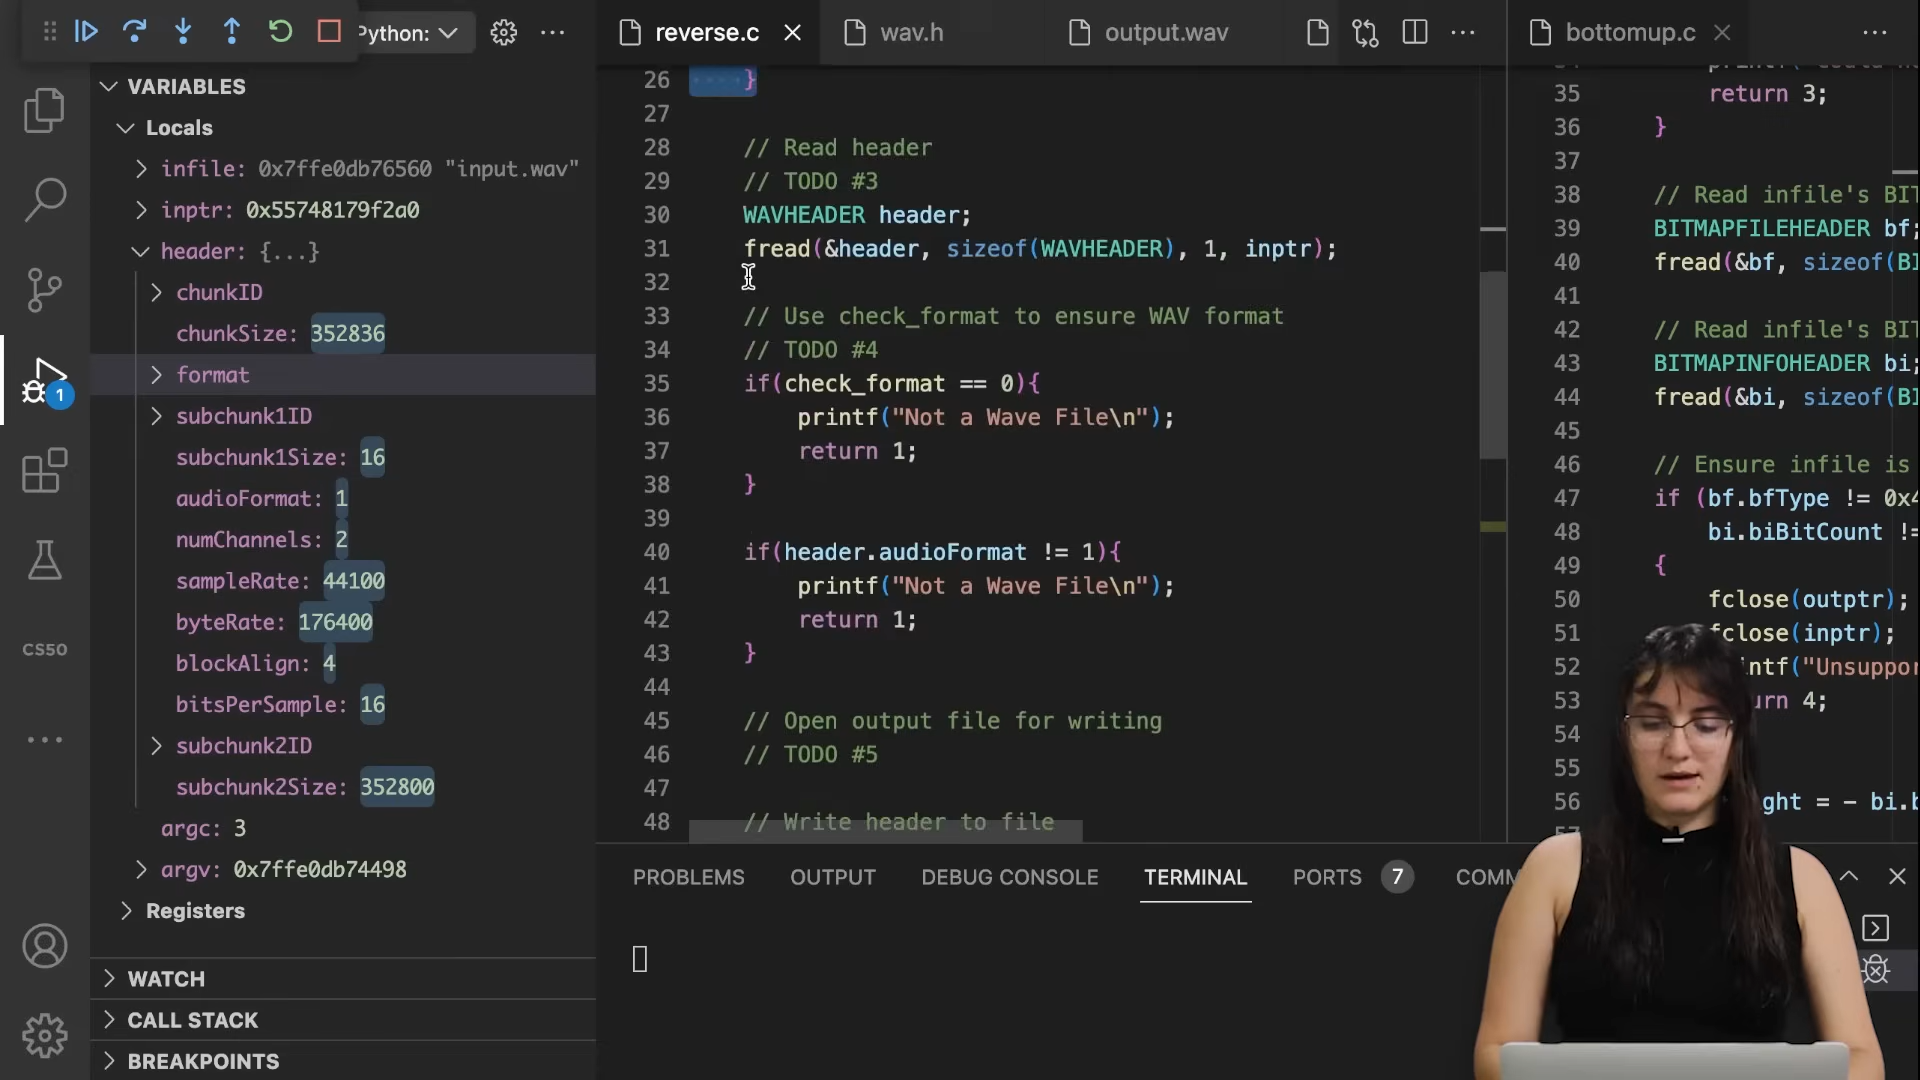 Python:
VARIABLES
Locals
infile: 0x7ffe0db76560 "input.wav"
inptr: 0x55748179f2a0
header: {...}
chunkID
chunkSize: 352836
format
subchunk1ID
subchunk1Size: 16
audioFormat: 1
numChannels: 2
sampleRate: 44100
byteRate: 176400
blockAlign: 4
bitsPerSample: 16
subchunk2ID
subchunk2Size: 352800
argc: 3
argv: 0x7ffe0db74498
Registers
WATCH
CALL STACK
BREAKPOINTS
1
CS50
reverse.c
wav.h
output.wav
26 }
27
28 // Read header
29 // TODO #3
30 WAVHEADER header;
31 fread(&header, sizeof(WAVHEADER), 1, inptr);
32
33 // Use check_format to ensure WAV format
34 // TODO #4
35 if(check_format == 0){
36 printf("Not a Wave File\n");
37 return 1;
38 }
39
40 if(header.audioFormat != 1){
41 printf("Not a Wave File\n");
42 return 1;
43 }
44
45 // Open output file for writing
46 // TODO #5
47
48 // Write header to file
bottomup.c
35 return 3;
36 }
37
38 // Read infile's BI
39 BITMAPFILEHEADER bf;
40 fread(&bf, sizeof(B
41
42 // Read infile's BI
43 BITMAPINFOHEADER bi;
44 fread(&bi, sizeof(B
45
46 // Ensure infile is
47 if (bf.bfType != 0x4
48 bi.biBitCount !=
49 {
50 fclose(outptr);
51 fclose(inptr);
52 ntf("Unsuppor
53 urn 4;
54
55
56 ght = - bi.b
PROBLEMS OUTPUT DEBUG CONSOLE TERMINAL PORTS 7 COMM